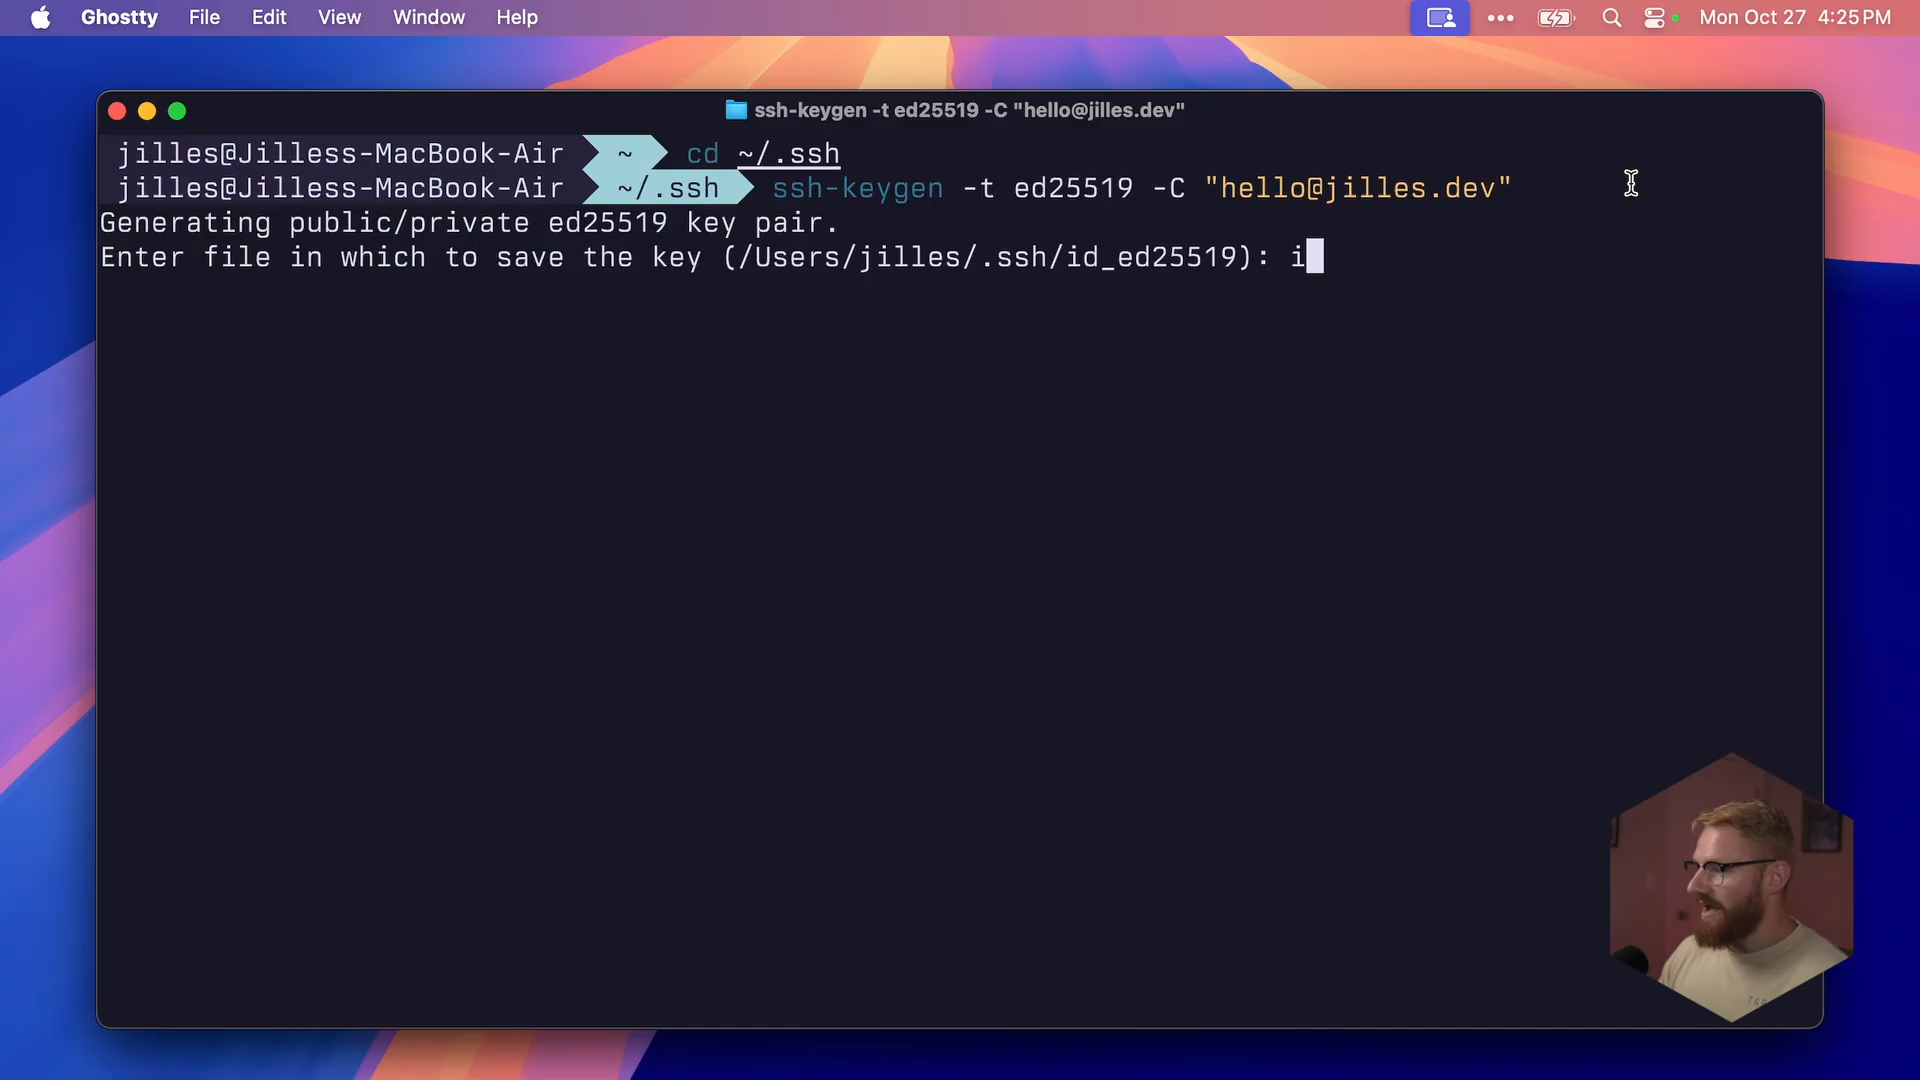 Ghostty File Edit View Window Help Mon Oct 27 4:25 PM
ssh-keygen -t ed25519 -C "hello@jilles.dev"
jilles@Jilless-MacBook-Air ~ cd ~/.ssh
jilles@Jilless-MacBook-Air ~/.ssh ssh-keygen -t ed25519 -C "hello@jilles.dev"
Generating public/private ed25519 key pair.
Enter file in which to save the key (/Users/jilles/.ssh/id_ed25519): i